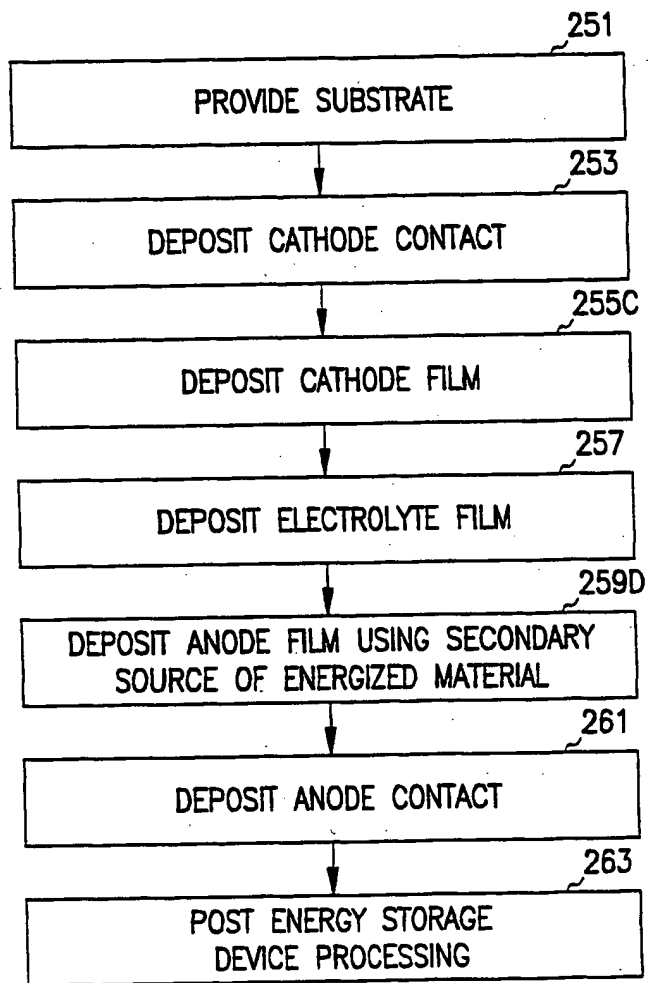 251
PROVIDE SUBSTRATE
253
DEPOSIT CATHODE CONTACT
255C
DEPOSIT CATHODE FILM
257
DEPOSIT ELECTROLYTE FILM
259D
DEPOSIT ANODE FILM USING SECONDARY
SOURCE OF ENERGIZED MATERIAL
261
DEPOSIT ANODE CONTACT
263
POST ENERGY STORAGE
DEVICE PROCESSING